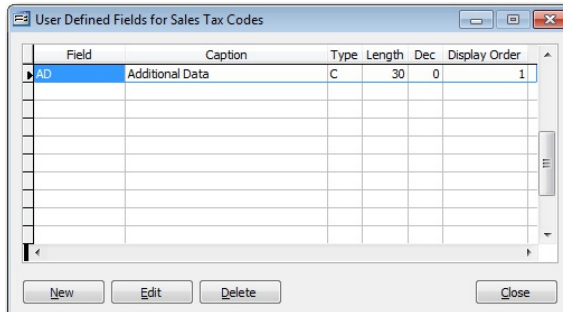 User Defined Fields for Sales Tax Codes
Field Caption Type Length Dec Display Order
AD Additional Data C 30 0 1
New Edit Delete Close